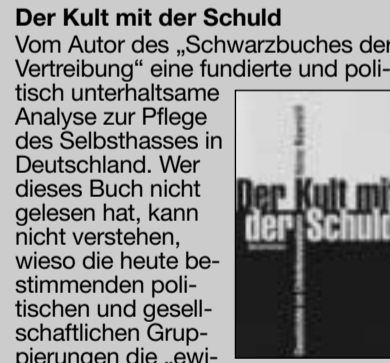 Der Kult mit der Schuld
Vom Autor des „Schwarzbuches der
Vertreibung“ eine fundierte und poli-
tisch unterhaltsame
Analyse zur Pflege
des Selbsthasses in
Deutschland. Wer
dieses Buch nicht
gelesen hat, kann
nicht verstehen,
wieso die heute be-
stimmenden poli-
tischen und gesell-
schaftlichen Grup-
pierungen die „ewi-
Der Kult mit
der Schuld